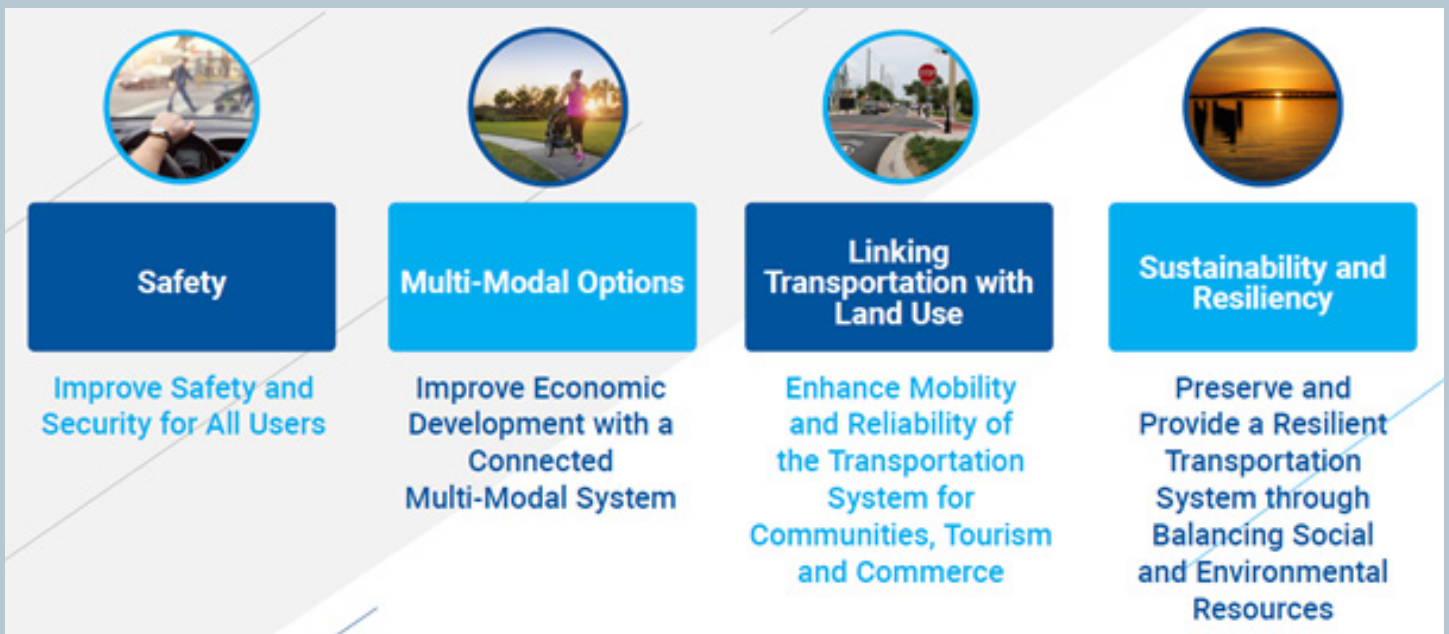 Safety
Improve Safety and
Security for All Users
Multi-Modal Options
Improve Economic
Development with a
Connected
Multi-Modal System
Linking
Transportation with
Land Use
Enhance Mobility
and Reliability of
the Transportation
System for
Communities, Tourism
and Commerce
Sustainability and
Resiliency
Preserve and
Provide a Resilient
Transportation
System through
Balancing Social
and Environmental
Resources
STOP